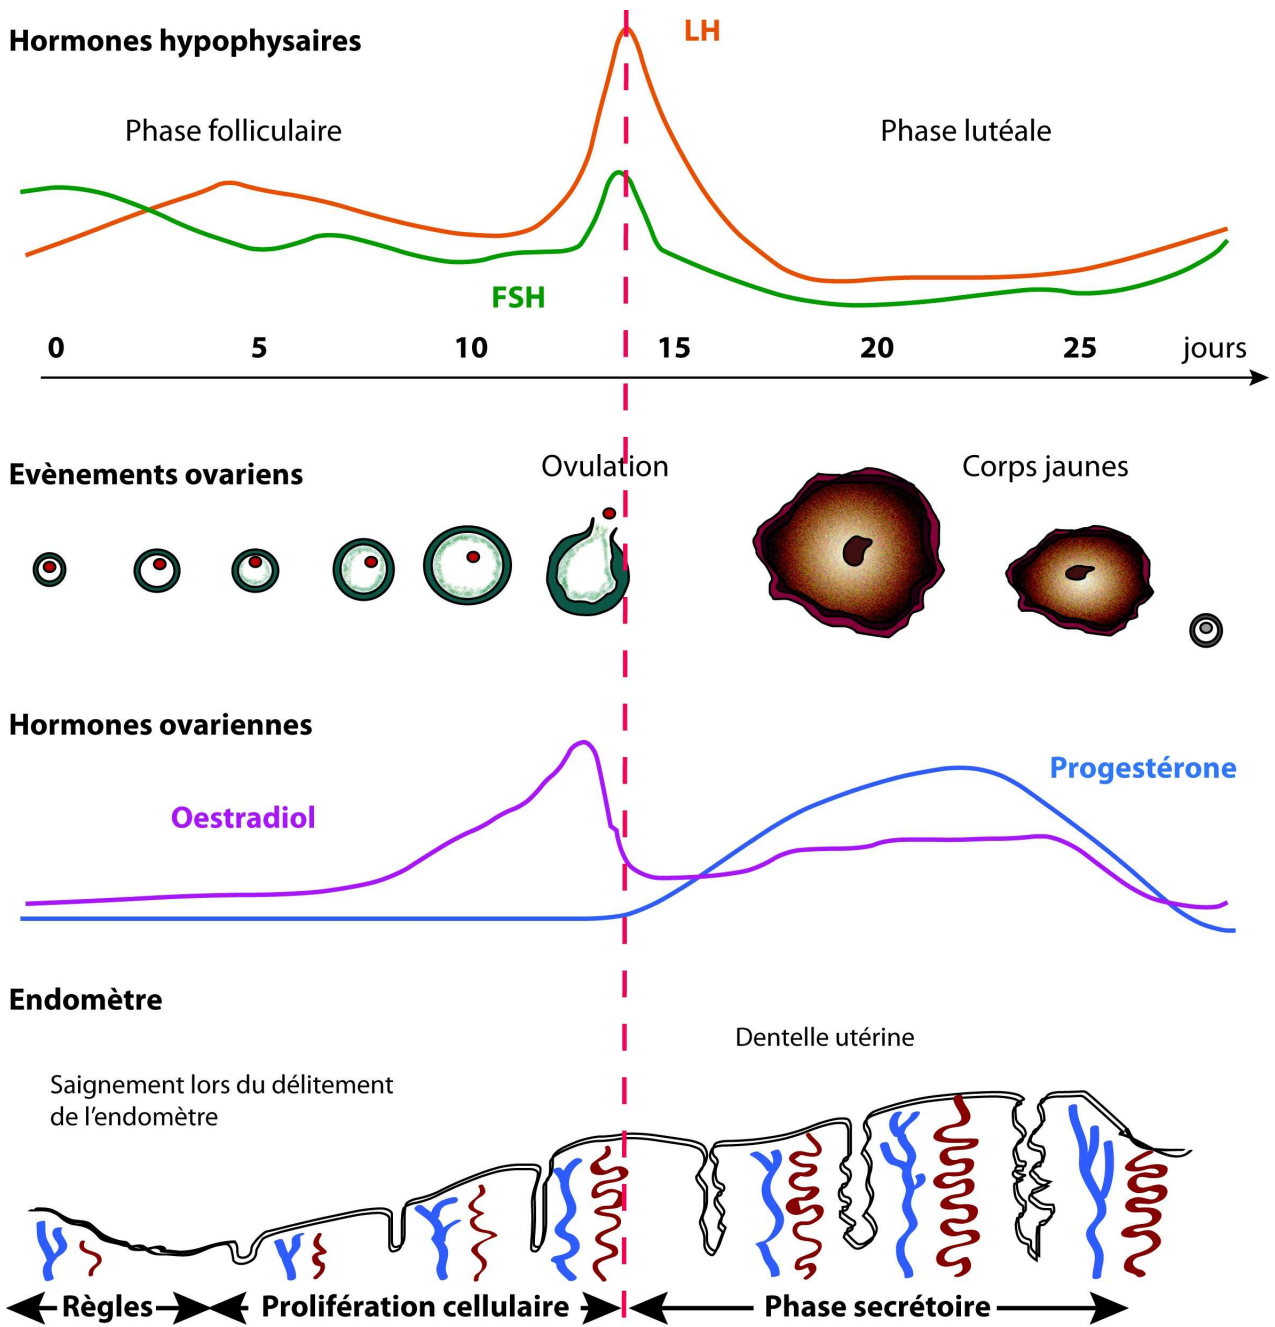 Hormones hypophysaires
LH
Phase folliculaire
Phase lutéale
FSH
0 5 10 15 20 25 jours
Evènements ovariens
Ovulation
Corps jaunes
Hormones ovariennes
Progestérone
Oestradiol
Endomètre
Dentelle utérine
Saignement lors du délitement
de l'endomètre
Règles Prolifération cellulaire Phase secrétoire